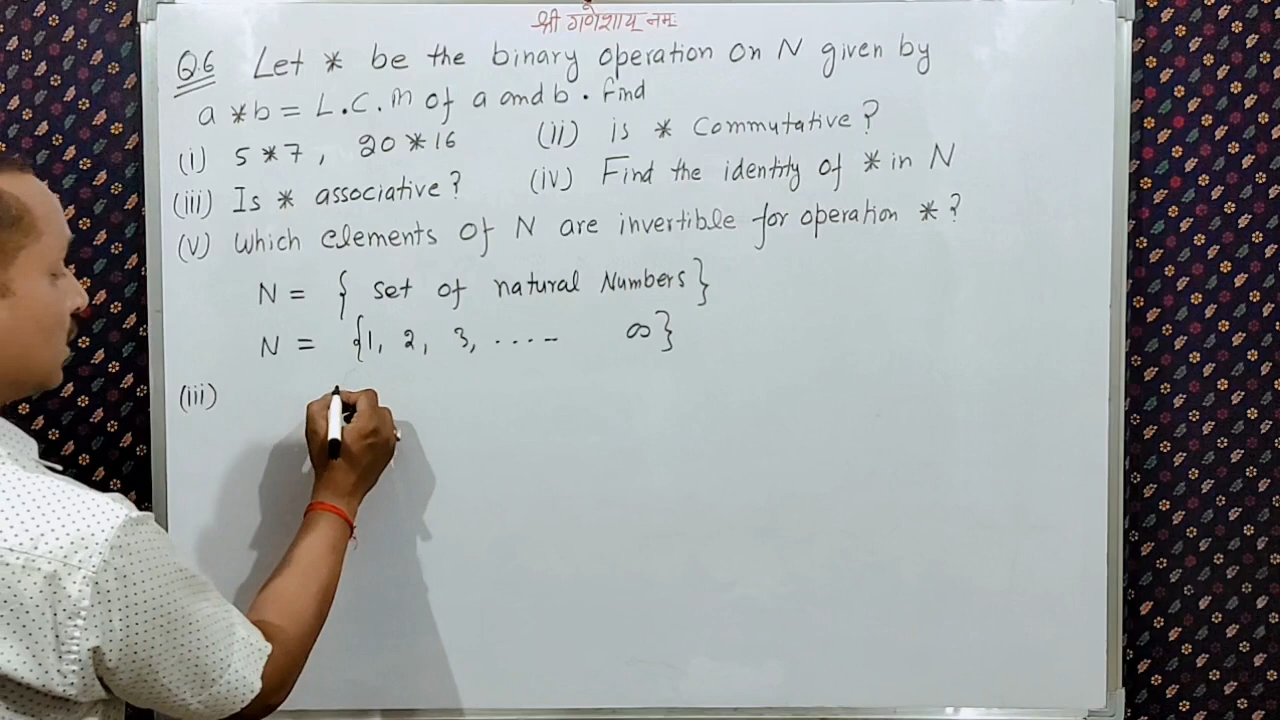 श्री गणेशाय नमः
Q.6 Let * be the binary operation on N given by
a * b = L.C.M of a and b. Find
(i) 5 * 7, 20 * 16 (ii) is * Commutative?
(iii) Is * associative? (iv) Find the identity of * in N
(v) Which elements of N are invertible for operation *?
N = { set of natural Numbers}
N = {1, 2, 3, ..... ∞}
(iii)